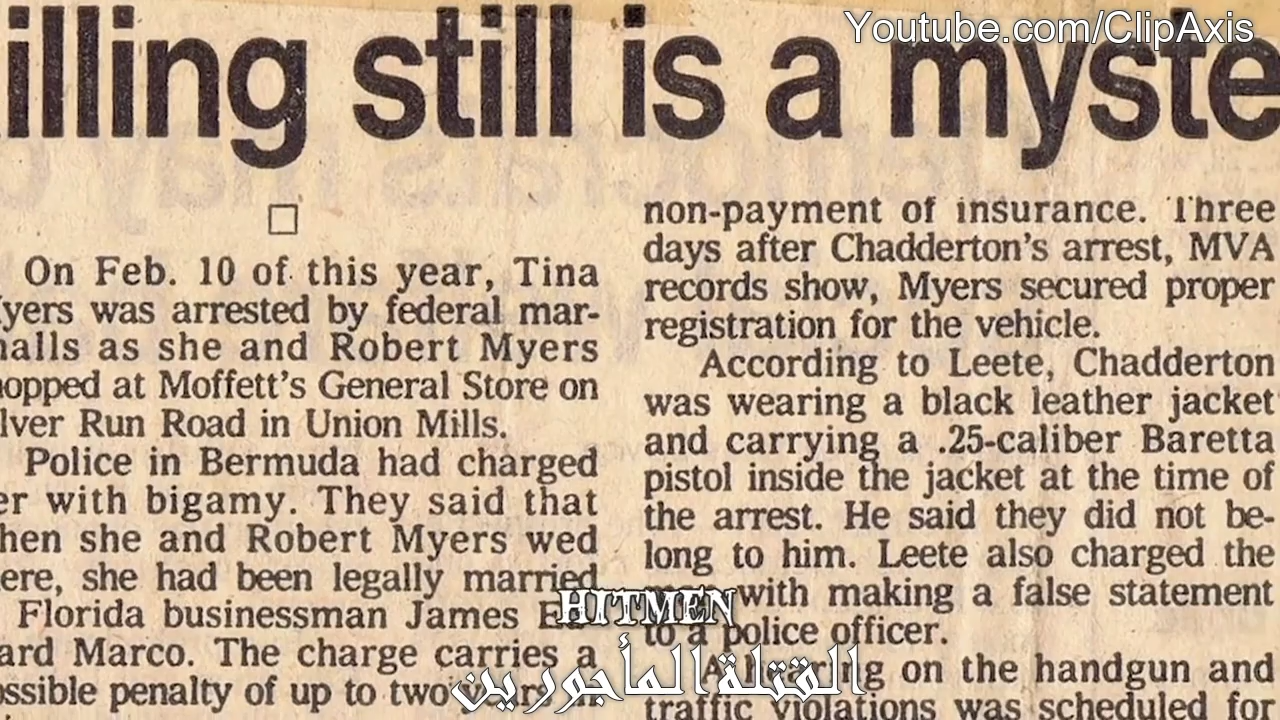 Youtube.com/ClipAxis
illing still is a myste
On Feb. 10 of this year, Tina
yers was arrested by federal mar-
halls as she and Robert Myers
hopped at Moffett's General Store on
lver Run Road in Union Mills.
Police in Bermuda had charged
er with bigamy. They said that
hen she and Robert Myers wed
ere, she had been legally married
Florida businessman James E
ard Marco. The charge carries a
ossible penalty of up to two years in
non-payment of insurance. Three
days after Chadderton's arrest, MVA
records show, Myers secured proper
registration for the vehicle.
According to Leete, Chadderton
was wearing a black leather jacket
and carrying a .25-caliber Baretta
pistol inside the jacket at the time of
the arrest. He said they did not be-
long to him. Leete also charged the
with making a false statement
to a police officer.
A hearing on the handgun and
traffic violations was scheduled for
HITMEN
القتلة المأجورين